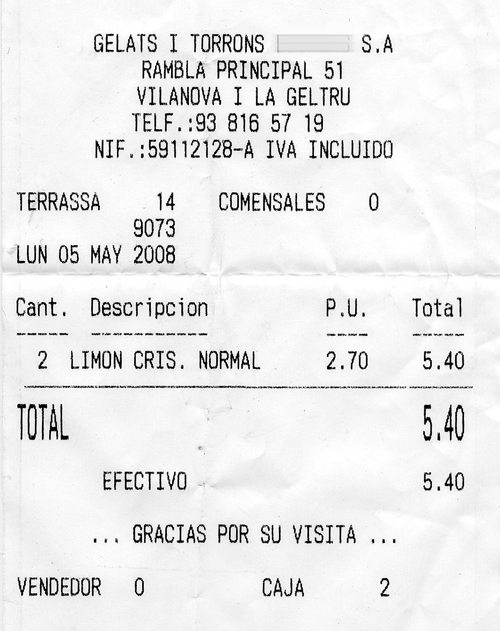 GELATS I TORRONS S.A
RAMBLA PRINCIPAL 51
VILANOVA I LA GELTRU
TELF.:93 816 57 19
NIF.:59112128-A IVA INCLUIDO
TERRASSA 14 COMENSALES 0
9073
LUN 05 MAY 2008
Cant. Descripcion P.U. Total
2 LIMON CRIS. NORMAL 2.70 5.40
TOTAL 5.40
EFECTIVO 5.40
... GRACIAS POR SU VISITA ...
VENDEDOR 0 CAJA 2